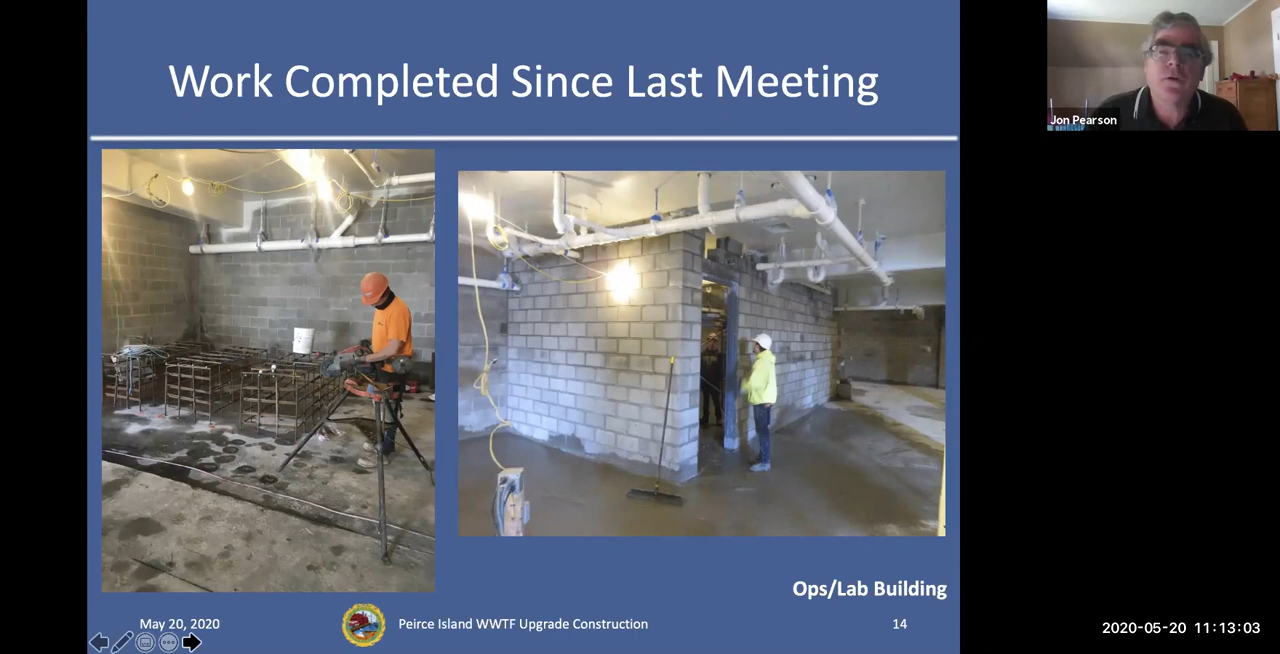 Work Completed Since Last Meeting
Jon Pearson
Ops/Lab Building
May 20, 2020
Peirce Island WWTF Upgrade Construction
14
2020-05-20 11:13:03